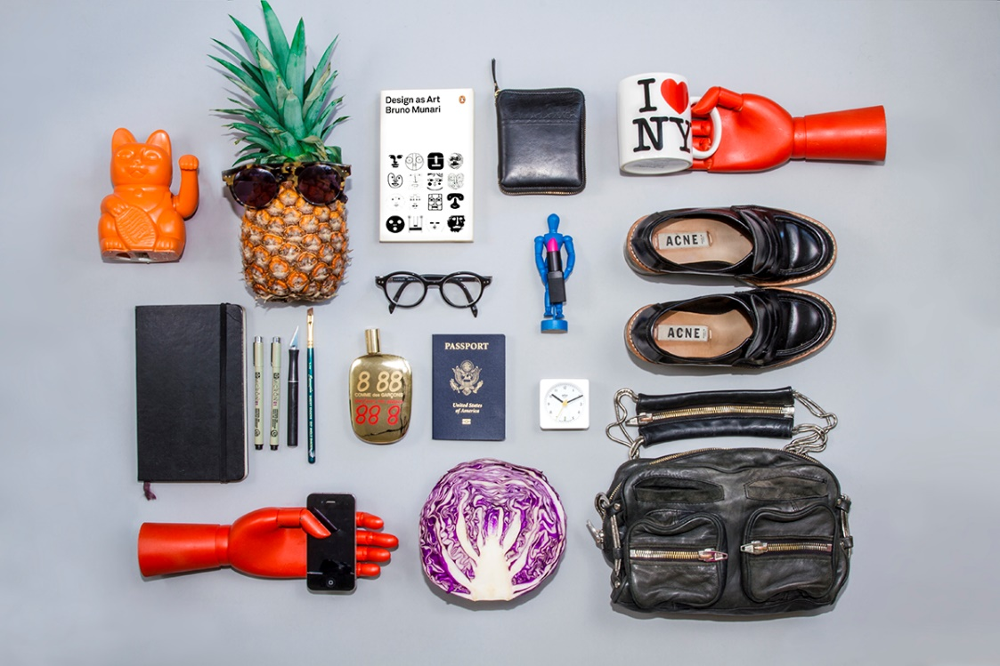 Design as Art
Bruno Munari
I ♥
NY
ACNE
ACNE
8 88
COMME des GARÇONS
88 8
PASSPORT
United States
of America